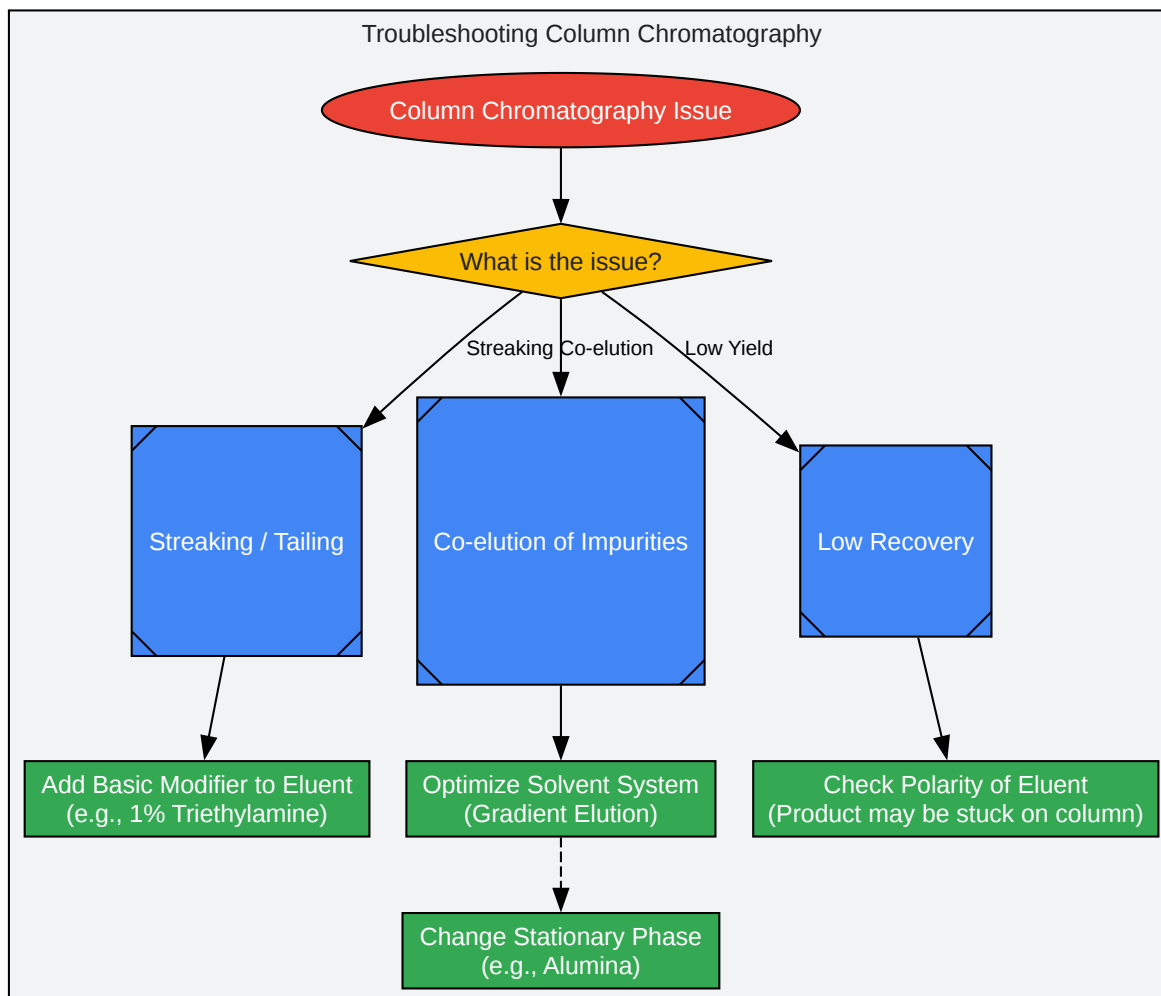 Troubleshooting Column Chromatography
Column Chromatography Issue
What is the issue?
Streaking
Co-elution
Low Yield
Streaking / Tailing
Co-elution of Impurities
Low Recovery
Add Basic Modifier to Eluent
(e.g., 1% Triethylamine)
Optimize Solvent System
(Gradient Elution)
Check Polarity of Eluent
(Product may be stuck on column)
Change Stationary Phase
(e.g., Alumina)